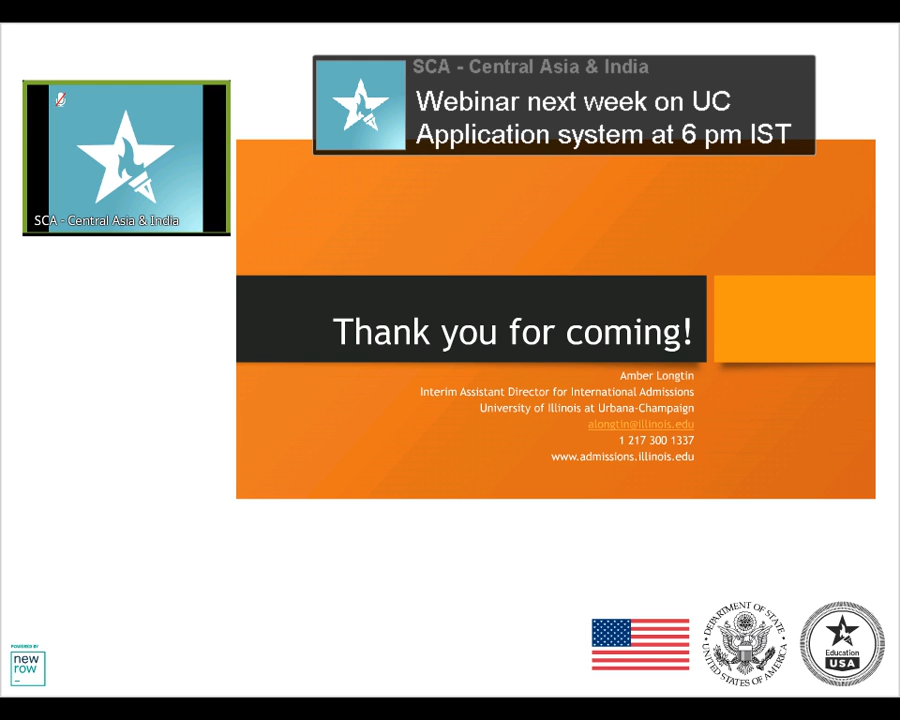 SCA - Central Asia & India
Webinar next week on UC
Application system at 6 pm IST
SCA - Central Asia & India
Thank you for coming!
Amber Longtin
Interim Assistant Director for International Admissions
University of Illinois at Urbana-Champaign
alongtin@illinois.edu
1 217 300 1337
www.admissions.illinois.edu
POWERED BY
new
row
DEPARTMENT OF STATE
UNITED STATES OF AMERICA
Education
USA